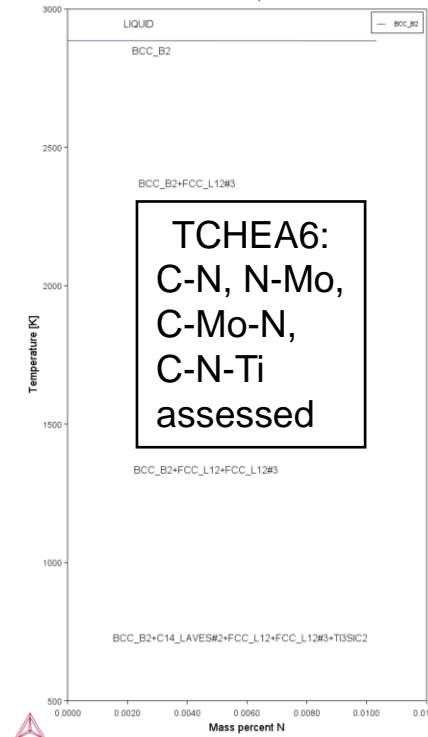 3000
LIQUID
BCC_B2
BCC_B2
2500
BCC_B2+FCC_L12#3
TCHEA6:
C-N, N-Mo,
C-Mo-N,
C-N-Ti
assessed
2000
Temperature [K]
1500
BCC_B2+FCC_L12+FCC_L12#3
1000
BCC_B2+C14_LAVES#2+FCC_L12+FCC_L12#3+TI3SIC2
500
0.0000 0.0020 0.0040 0.0060 0.0080 0.0100 0.01
Mass percent N